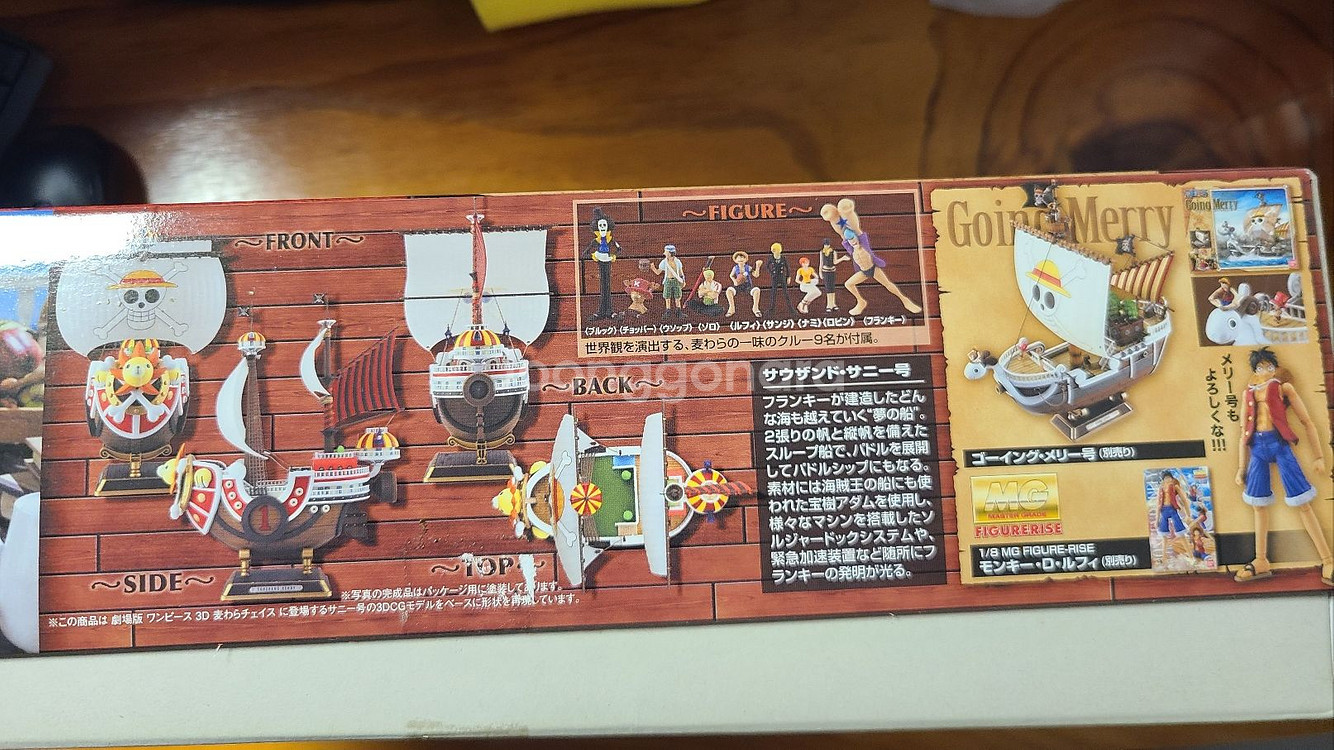 ～FRONT～
～BACK～
～SIDE～
～TOP～
※写真の完成品はパッケージ用に塗装してあります。
※この商品は 劇場版 ワンピース 3D 麦わらチェイス に登場するサニー号の3DCGモデルをベースに形状を再現しています。
～FIGURE～
〈ブルック〉〈チョッパー〉〈ウソップ〉〈ゾロ〉〈ルフィ〉〈サンジ〉〈ナミ〉〈ロビン〉〈フランキー〉
世界観を演出する、麦わらの一味のクルー9名が付属。
サウザンド・サニー号
フランキーが建造したどん
な海も越えていく“夢の船”。
2張りの帆と縦帆を備えた
スループ船で、パドルを展開
してパドルシップにもなる。
素材には海賊王の船にも使
われた宝樹アダムを使用し、
様々なマシンを搭載したソ
ルジャードックシステムや、
緊急加速装置など随所にフ
ランキーの発明が光る。
Going Merry
Going Merry
メリー号も
よろしくな!!!
ゴーイング・メリー号(別売り)
MG
MASTER GRADE
FIGURERISE
1/8 MG FIGURE-RISE
モンキー・D・ルフィ(別売り)
1
joonggonara